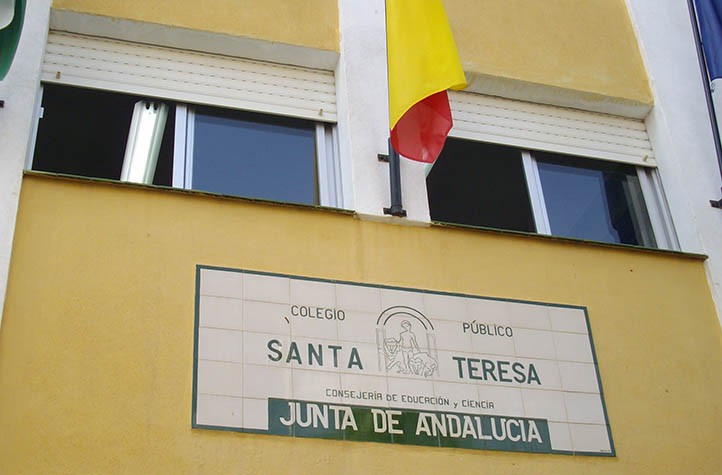 COLEGIO PÚBLICO
SANTA TERESA
CONSEJERÍA DE EDUCACIÓN y CIENCIA
JUNTA DE ANDALUCIA